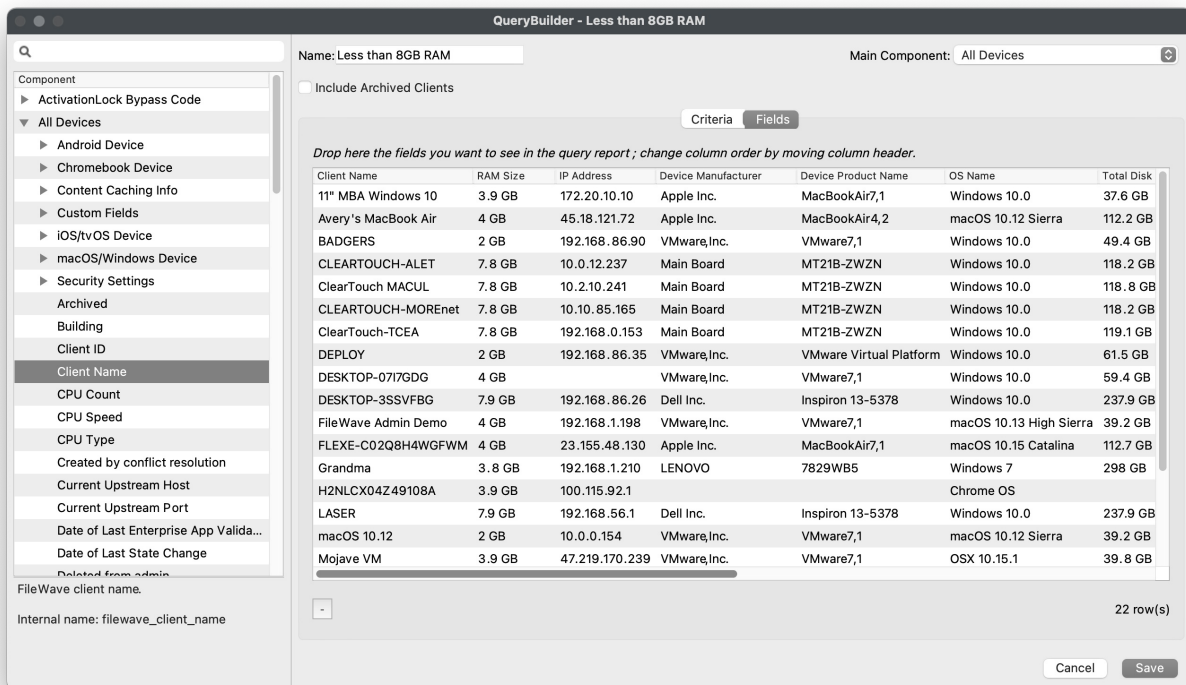 QueryBuilder - Less than 8GB RAM
Name: Less than 8GB RAM
Main Component: All Devices
Include Archived Clients
Component
ActivationLock Bypass Code
All Devices
Android Device
Chromebook Device
Content Caching Info
Custom Fields
iOS/tvOS Device
macOS/Windows Device
Security Settings
Archived
Building
Client ID
Client Name
CPU Count
CPU Speed
CPU Type
Created by conflict resolution
Current Upstream Host
Current Upstream Port
Date of Last Enterprise App Valida...
Date of Last State Change
Deleted from admin
FileWave client name.
Internal name: filewave_client_name
Criteria Fields
Drop here the fields you want to see in the query report ; change column order by moving column header.
Client Name RAM Size IP Address Device Manufacturer Device Product Name OS Name Total Disk
11" MBA Windows 10 3.9 GB 172.20.10.10 Apple Inc. MacBookAir7,1 Windows 10.0 37.6 GB
Avery's MacBook Air 4 GB 45.18.121.72 Apple Inc. MacBookAir4,2 macOS 10.12 Sierra 112.2 GB
BADGERS 2 GB 192.168.86.90 VMware,Inc. VMware7,1 Windows 10.0 49.4 GB
CLEARTOUCH-ALET 7.8 GB 10.0.12.237 Main Board MT21B-ZWZN Windows 10.0 118.2 GB
ClearTouch MACUL 7.8 GB 10.2.10.241 Main Board MT21B-ZWZN Windows 10.0 118.8 GB
CLEARTOUCH-MOREnet 7.8 GB 10.10.85.165 Main Board MT21B-ZWZN Windows 10.0 118.2 GB
ClearTouch-TCEA 7.8 GB 192.168.0.153 Main Board MT21B-ZWZN Windows 10.0 119.1 GB
DEPLOY 2 GB 192.168.86.35 VMware,Inc. VMware Virtual Platform Windows 10.0 61.5 GB
DESKTOP-07I7GDG 4 GB VMware,Inc. VMware7,1 Windows 10.0 59.4 GB
DESKTOP-3SSVFBG 7.9 GB 192.168.86.26 Dell Inc. Inspiron 13-5378 Windows 10.0 237.9 GB
FileWave Admin Demo 4 GB 192.168.1.198 VMware,Inc. VMware7,1 macOS 10.13 High Sierra 39.2 GB
FLEXE-C02Q8H4WGFWM 4 GB 23.155.48.130 Apple Inc. MacBookAir7,1 macOS 10.15 Catalina 112.7 GB
Grandma 3.8 GB 192.168.1.210 LENOVO 7829WB5 Windows 7 298 GB
H2NLCX04Z49108A 3.9 GB 100.115.92.1 Chrome OS
LASER 7.9 GB 192.168.56.1 Dell Inc. Inspiron 13-5378 Windows 10.0 237.9 GB
macOS 10.12 2 GB 10.0.0.154 VMware,Inc. VMware7,1 macOS 10.12 Sierra 39.2 GB
Mojave VM 3.9 GB 47.219.170.239 VMware,Inc. VMware7,1 OSX 10.15.1 39.8 GB
-
22 row(s)
Cancel Save